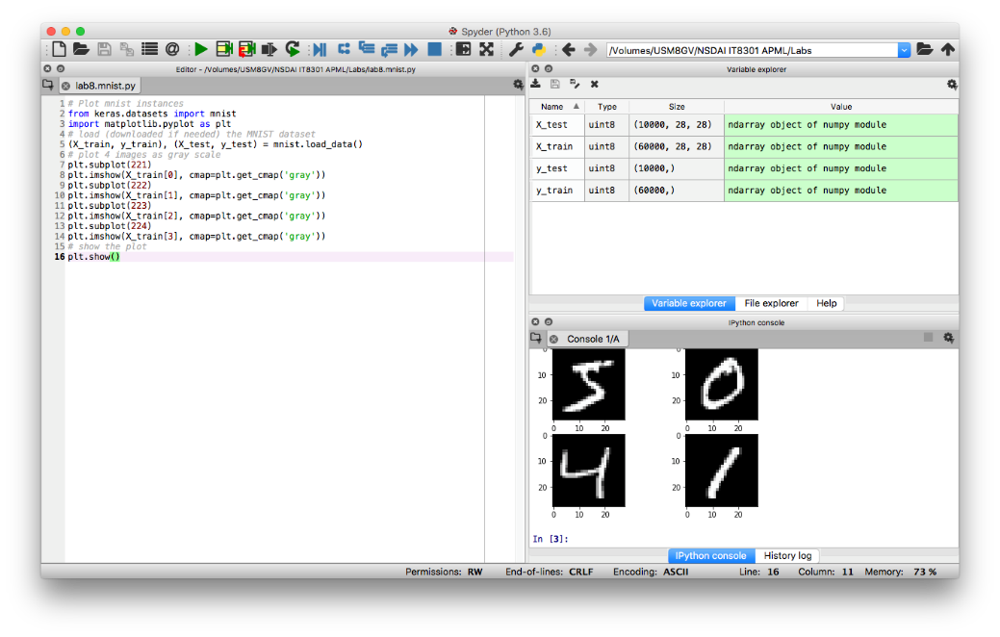 Spyder (Python 3.6)
/Volumes/USM8GV/NSDAI IT8301 APML/Labs
Editor - /Volumes/USM8GV/NSDAI IT8301 APML/Labs/lab8.mnist.py
lab8.mnist.py
1 # Plot mnist instances
2 from keras.datasets import mnist
3 import matplotlib.pyplot as plt
4 # load (downloaded if needed) the MNIST dataset
5 (X_train, y_train), (X_test, y_test) = mnist.load_data()
6 # plot 4 images as gray scale
7 plt.subplot(221)
8 plt.imshow(X_train[0], cmap=plt.get_cmap('gray'))
9 plt.subplot(222)
10 plt.imshow(X_train[1], cmap=plt.get_cmap('gray'))
11 plt.subplot(223)
12 plt.imshow(X_train[2], cmap=plt.get_cmap('gray'))
13 plt.subplot(224)
14 plt.imshow(X_train[3], cmap=plt.get_cmap('gray'))
15 # show the plot
16 plt.show()
Variable explorer
Name Type Size Value
X_test uint8 (10000, 28, 28) ndarray object of numpy module
X_train uint8 (60000, 28, 28) ndarray object of numpy module
y_test uint8 (10000,) ndarray object of numpy module
y_train uint8 (60000,) ndarray object of numpy module
Variable explorer File explorer Help
IPython console
Console 1/A
0 0
10 5 10 0
20 20
0 10 20 0 10 20
0 0
10 4 10 1
20 20
0 10 20 0 10 20
In [3]:
IPython console History log
Permissions: RW End-of-lines: CRLF Encoding: ASCII Line: 16 Column: 11 Memory: 73 %